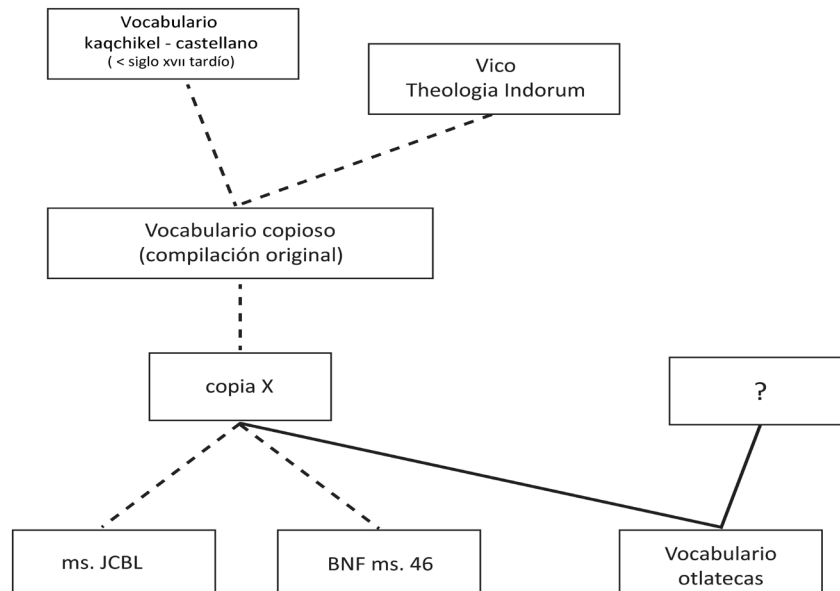 Vocabulario
kaqchikel - castellano
( < siglo XVII tardío)
Vico
Theologia Indorum
Vocabulario copioso
(compilación original)
copia X
?
ms. JCBL
BNF ms. 46
Vocabulario
otlatecas